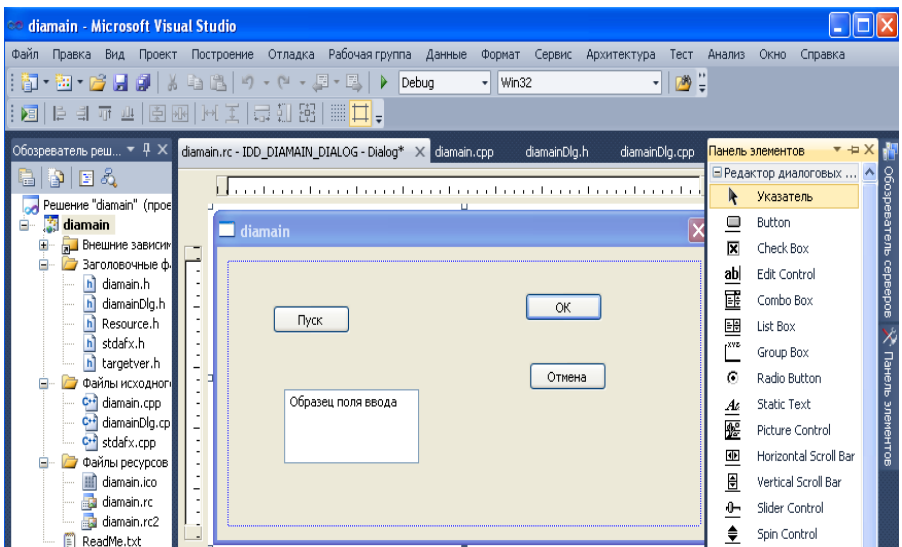 diamain - Microsoft Visual Studio
Файл Правка Вид Проект Построение Отладка Рабочая группа Данные Формат Сервис Архитектура Тест Анализ Окно Справка
Debug Win32
Обозреватель реш...
diamain.rc - IDD_DIAMAIN_DIALOG - Dialog* diamain.cpp diamainDlg.h diamainDlg.cpp
Панель элементов
Решение "diamain" (прое
diamain
Внешние зависим
Заголовочные ф
diamain.h
diamainDlg.h
Resource.h
stdafx.h
targetver.h
Файлы исходного
diamain.cpp
diamainDlg.cp
stdafx.cpp
Файлы ресурсов
diamain.ico
diamain.rc
diamain.rc2
ReadMe.txt
diamain
Пуск
OK
Отмена
Образец поля ввода
Редактор диалоговых ...
Указатель
Button
Check Box
Edit Control
Combo Box
List Box
Group Box
Radio Button
Static Text
Picture Control
Horizontal Scroll Bar
Vertical Scroll Bar
Slider Control
Spin Control
Обозреватель серверов
Панель элементов